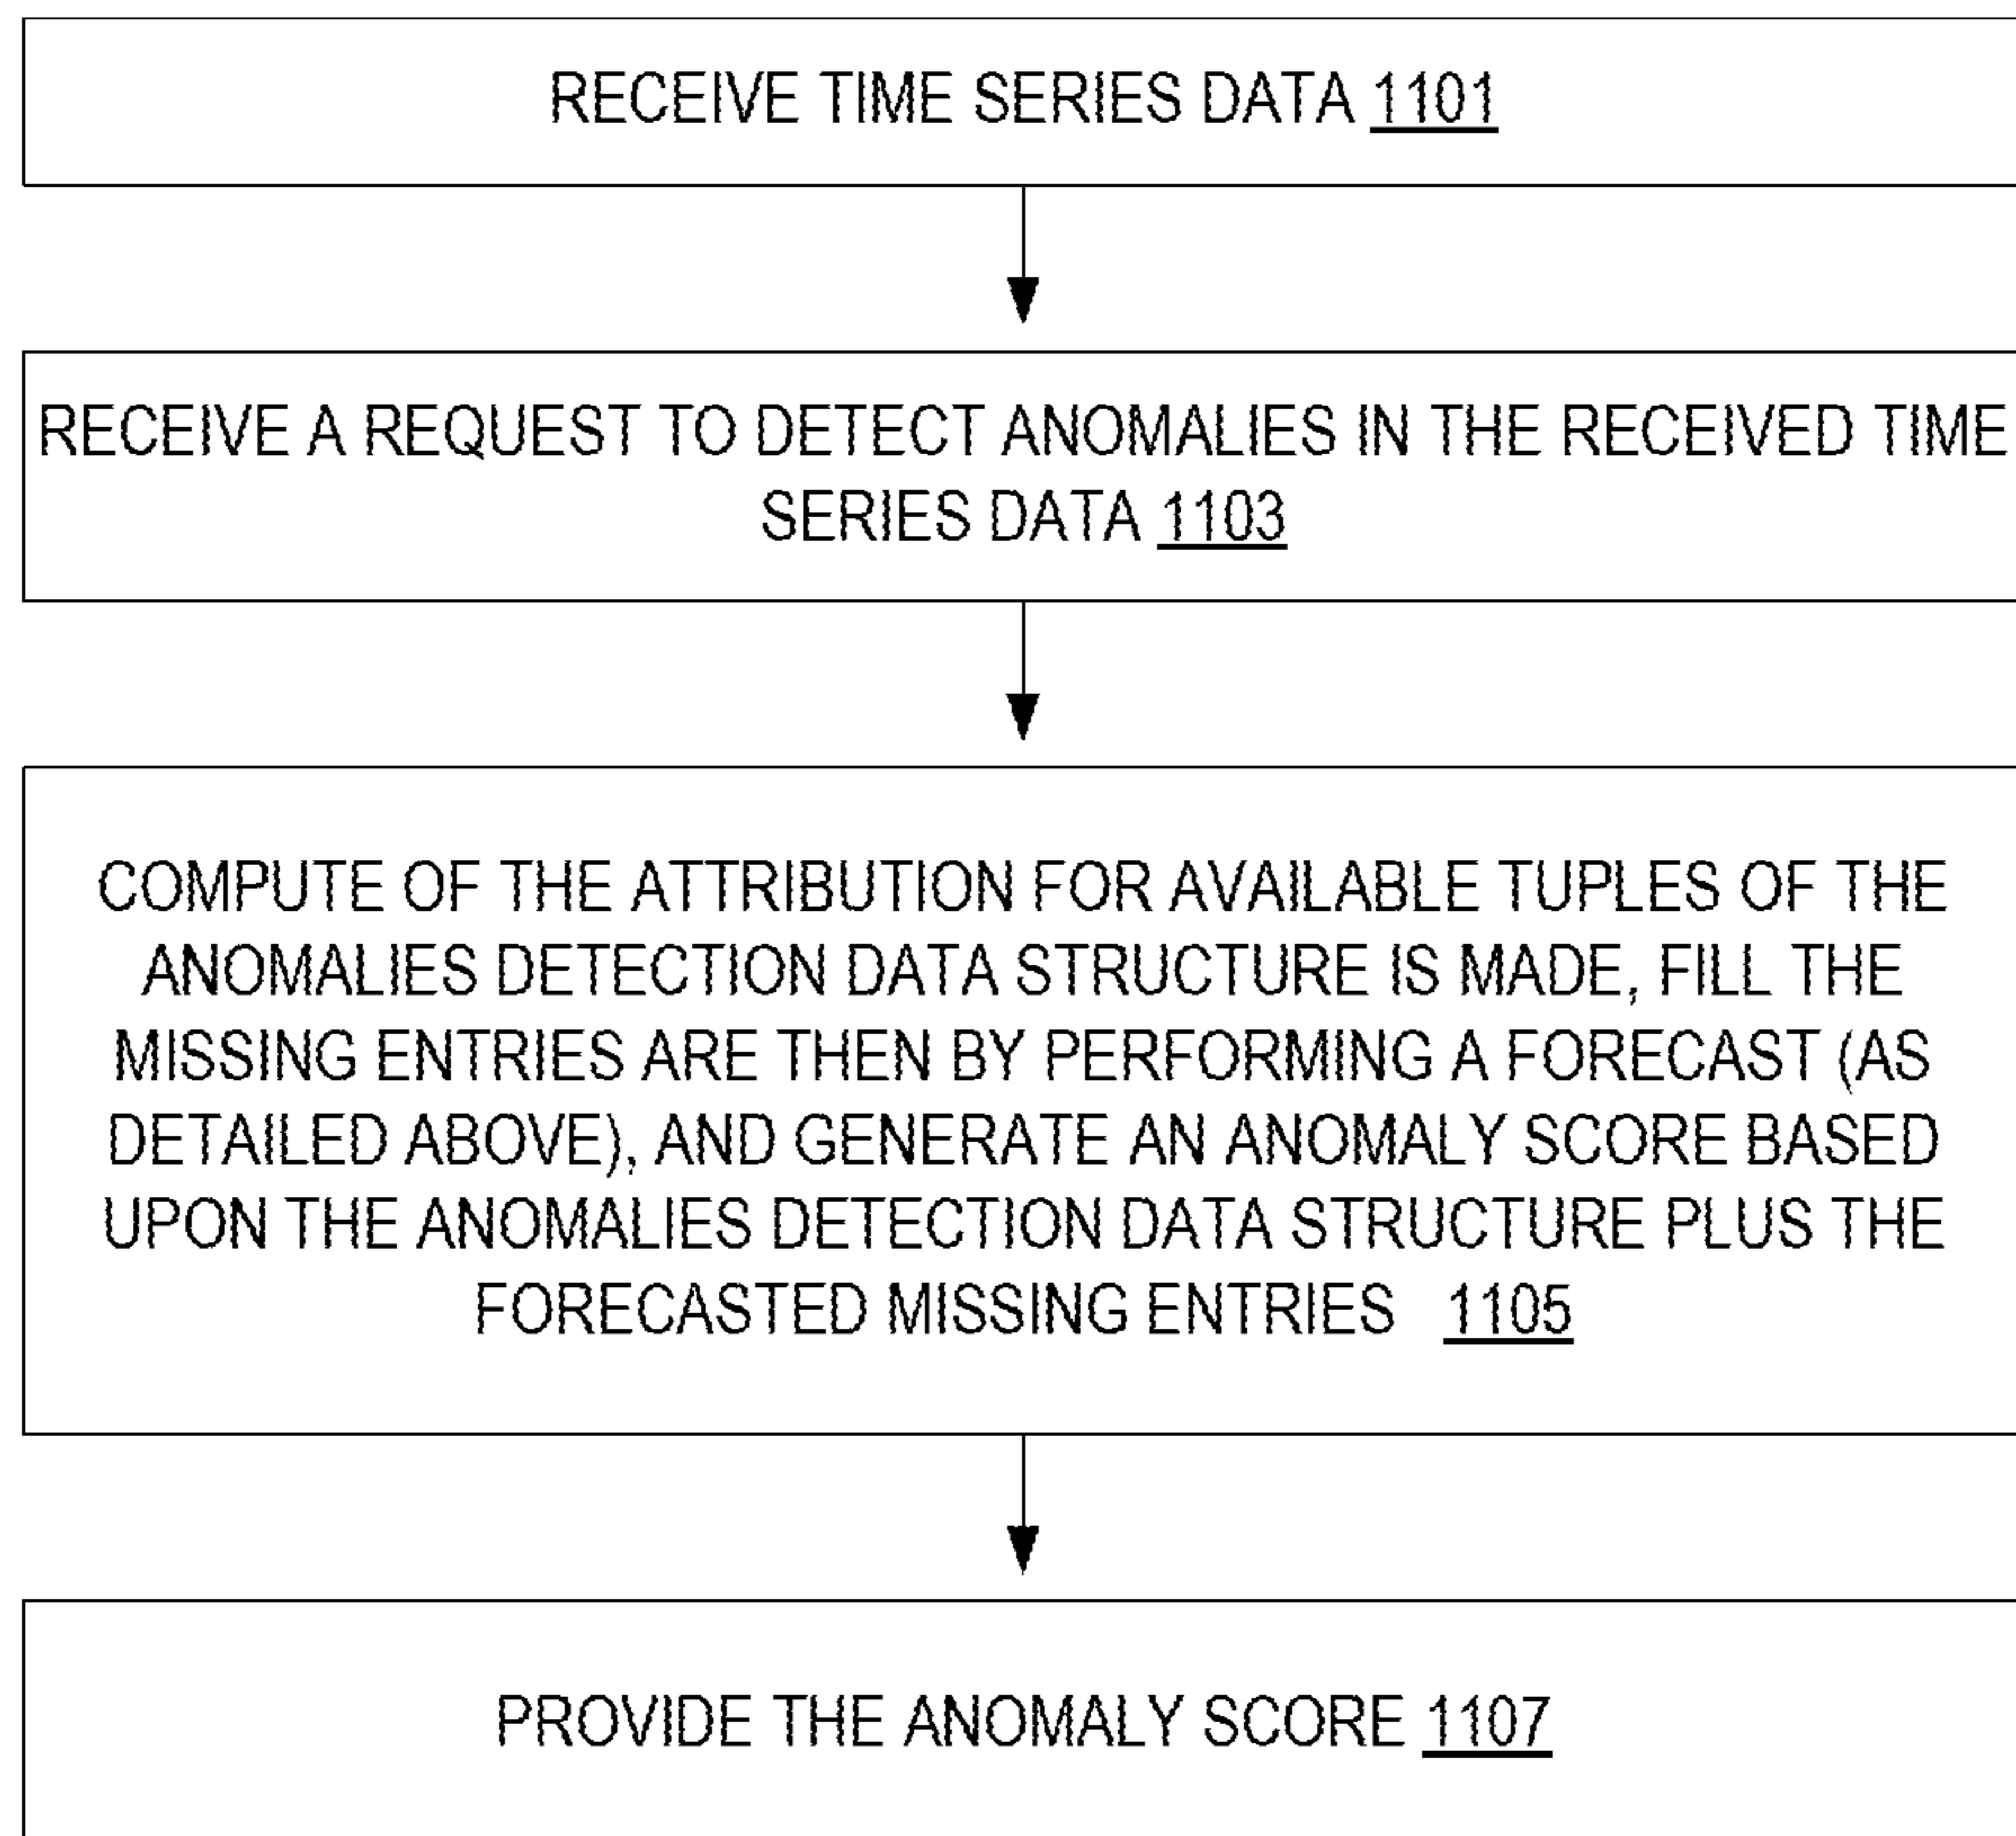 RECEIVE TIME SERIES DATA 1101
RECEIVE A REQUEST TO DETECT ANOMALIES IN THE RECEIVED TIME
SERIES DATA 1103
COMPUTE OF THE ATTRIBUTION FOR AVAILABLE TUPLES OF THE
ANOMALIES DETECTION DATA STRUCTURE IS MADE, FILL THE
MISSING ENTRIES ARE THEN BY PERFORMING A FORECAST (AS
DETAILED ABOVE), AND GENERATE AN ANOMALY SCORE BASED
UPON THE ANOMALIES DETECTION DATA STRUCTURE PLUS THE
FORECASTED MISSING ENTRIES 1105
PROVIDE THE ANOMALY SCORE 1107